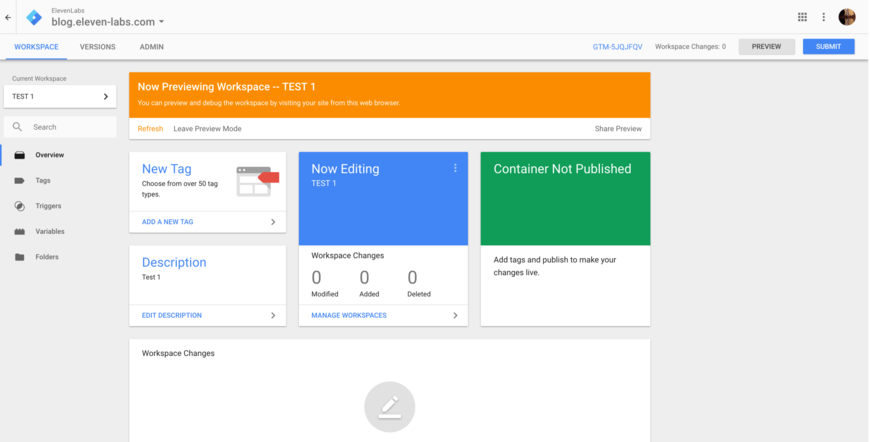 ElevenLabs
blog.eleven-labs.com
WORKSPACE
VERSIONS
ADMIN
GTM-5JQJFQV
Workspace Changes: 0
PREVIEW
SUBMIT
Current Workspace
TEST 1
Search
Overview
Tags
Triggers
Variables
Folders
Now Previewing Workspace -- TEST 1
You can preview and debug the workspace by visiting your site from this web browser.
Refresh
Leave Preview Mode
Share Preview
New Tag
Choose from over 50 tag
types.
ADD A NEW TAG
Description
Test 1
EDIT DESCRIPTION
Now Editing
TEST 1
Workspace Changes
0
0
0
Modified
Added
Deleted
MANAGE WORKSPACES
Container Not Published
Add tags and publish to make your
changes live.
Workspace Changes